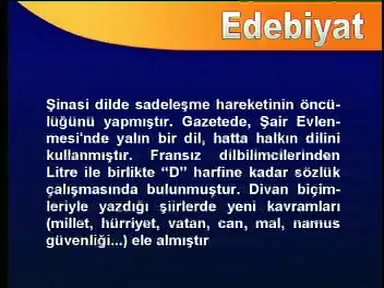 Edebiyat
Şinasi dilde sadeleşme hareketinin öncü-
lüğünü yapmıştır. Gazetede, Şair Evlen-
mesi'nde yalın bir dil, hatta halkın dilini
kullanmıştır. Fransız dilbilimcilerinden
Litre ile birlikte “D” harfine kadar sözlük
çalışmasında bulunmuştur. Divan biçim-
leriyle yazdığı şiirlerde yeni kavramları
(millet, hürriyet, vatan, can, mal, namus
güvenliği...) ele almıştır